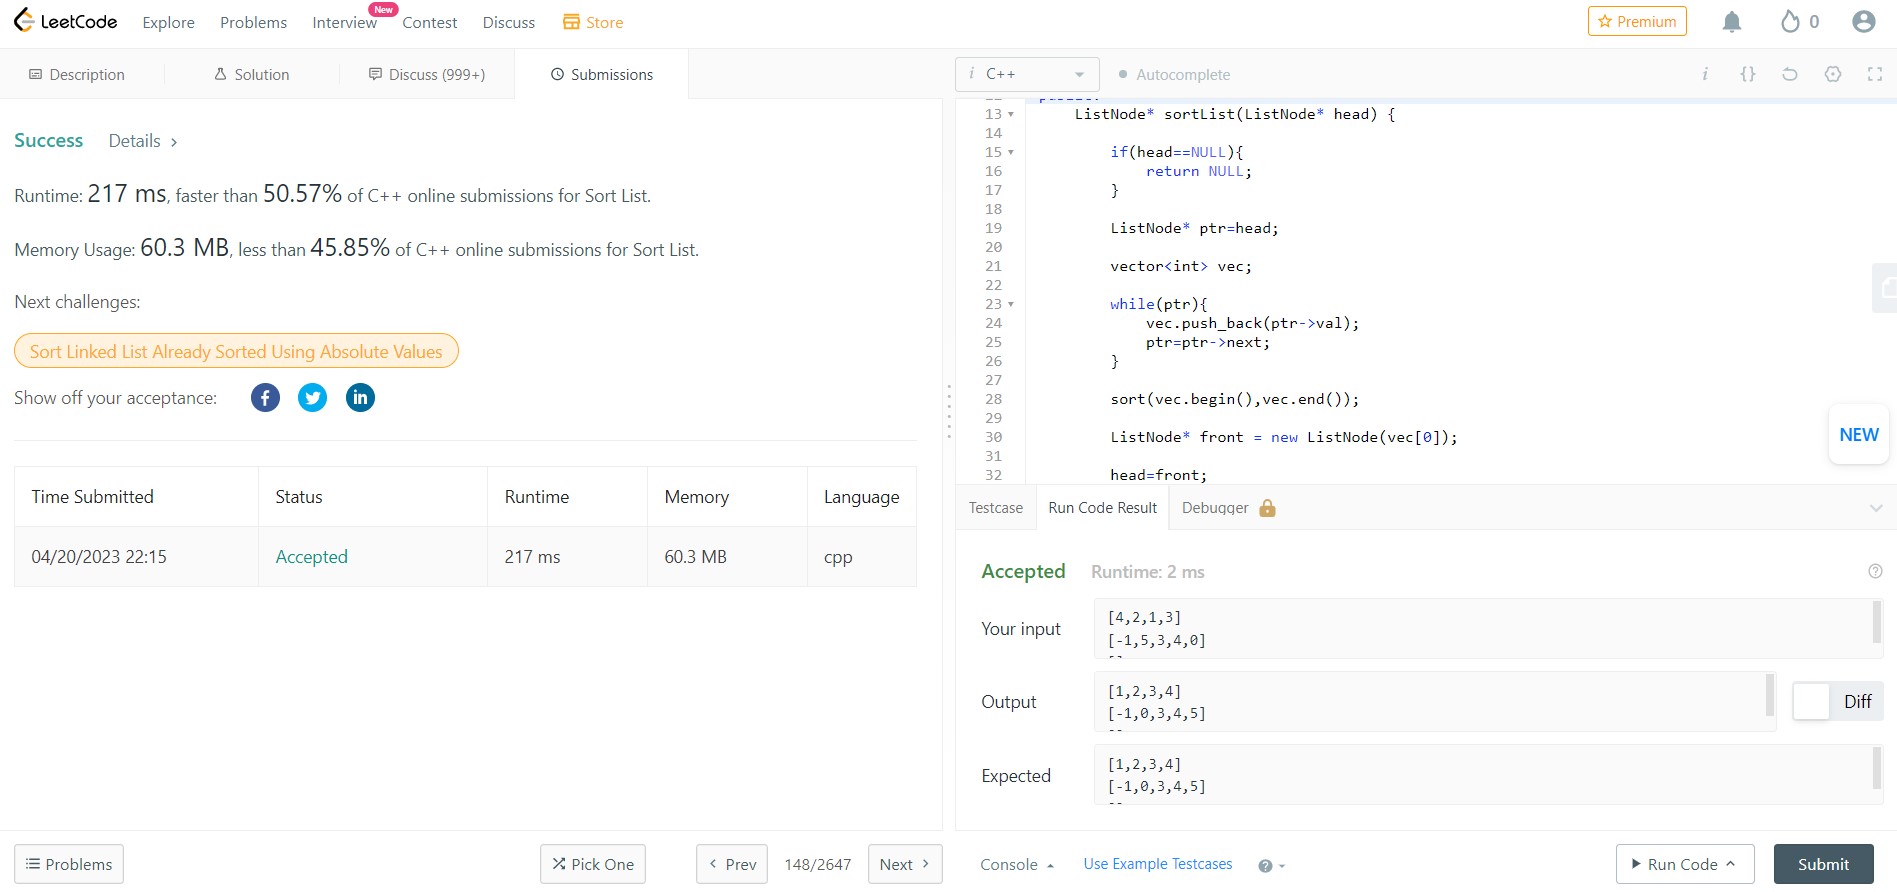 LeetCode Explore Problems Interview New Contest Discuss Store Premium 0
Description Solution Discuss (999+) Submissions
Success Details >
Runtime: 217 ms, faster than 50.57% of C++ online submissions for Sort List.
Memory Usage: 60.3 MB, less than 45.85% of C++ online submissions for Sort List.
Next challenges:
Sort Linked List Already Sorted Using Absolute Values
Show off your acceptance:
Time Submitted Status Runtime Memory Language
04/20/2023 22:15 Accepted 217 ms 60.3 MB cpp
i C++ Autocomplete i {}
13 ListNode* sortList(ListNode* head) {
14
15 if(head==NULL){
16 return NULL;
17 }
18
19 ListNode* ptr=head;
20
21 vector<int> vec;
22
23 while(ptr){
24 vec.push_back(ptr->val);
25 ptr=ptr->next;
26 }
27
28 sort(vec.begin(),vec.end());
29
30 ListNode* front = new ListNode(vec[0]);
31
32 head=front;
NEW
Testcase Run Code Result Debugger
Accepted Runtime: 2 ms
Your input
[4,2,1,3]
[-1,5,3,4,0]
Output
[1,2,3,4]
[-1,0,3,4,5]
Diff
Expected
[1,2,3,4]
[-1,0,3,4,5]
Problems Pick One < Prev 148/2647 Next > Console Use Example Testcases ? Run Code Submit